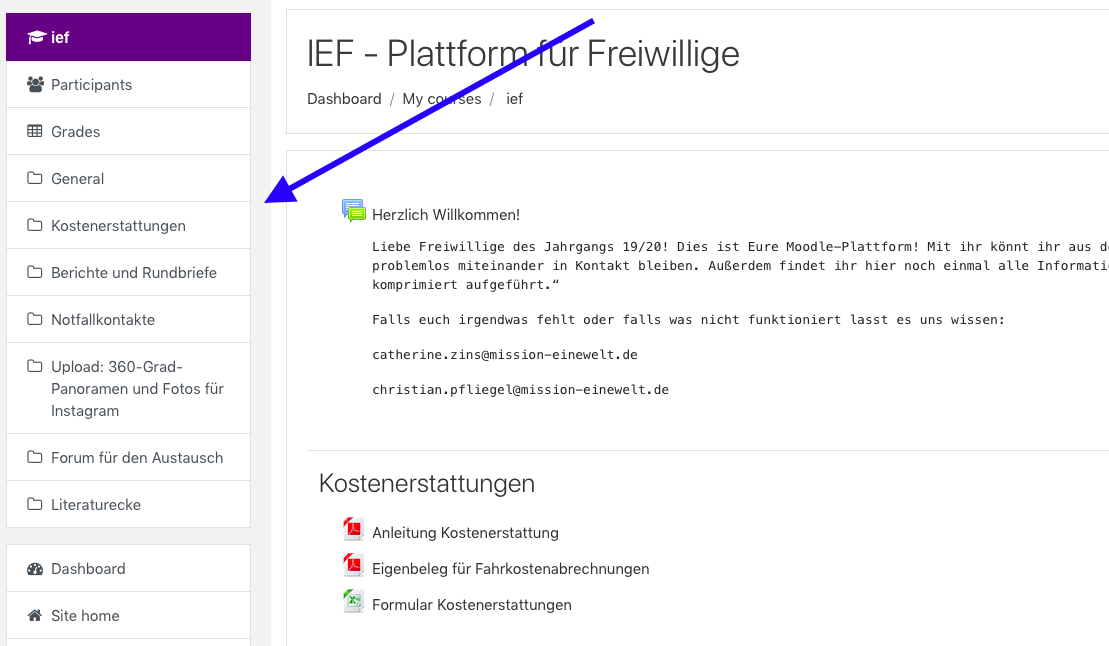 ief
Participants
Grades
General
Kostenerstattungen
Berichte und Rundbriefe
Notfallkontakte
Upload: 360-Grad-
Panoramen und Fotos für
Instagram
Forum für den Austausch
Literaturecke
Dashboard
Site home
IEF - Plattform für Freiwillige
Dashboard / My courses / ief
Herzlich Willkommen!
Liebe Freiwillige des Jahrgangs 19/20! Dies ist Eure Moodle-Plattform! Mit ihr könnt ihr aus
problemlos miteinander in Kontakt bleiben. Außerdem findet ihr hier noch einmal alle
komprimiert aufgeführt.“
Falls euch irgendwas fehlt oder falls was nicht funktioniert lasst es uns wissen:
catherine.zins@mission-einewelt.de
christian.pfliegel@mission-einewelt.de
Kostenerstattungen
Anleitung Kostenerstattung
Eigenbeleg für Fahrkostenabrechnungen
Formular Kostenerstattungen